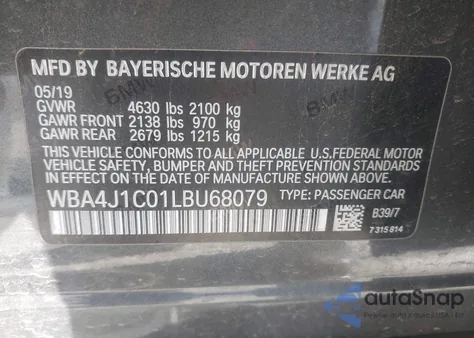 MFD BY BAYERISCHE MOTOREN WERKE AG
05/19
GVWR 4630 lbs 2100 kg
GAWR FRONT 2138 lbs 970 kg
GAWR REAR 2679 lbs 1215 kg
THIS VEHICLE CONFORMS TO ALL APPLICABLE U.S.FEDERAL MOTOR
VEHICLE SAFETY, BUMPER, AND THEFT PREVENTION STANDARDS
IN EFFECT ON THE DATE OF MANUFACTURE SHOWN ABOVE.
WBA4J1C01LBU68079 TYPE: PASSENGER CAR
B39/7
7 315 814
autoSnap